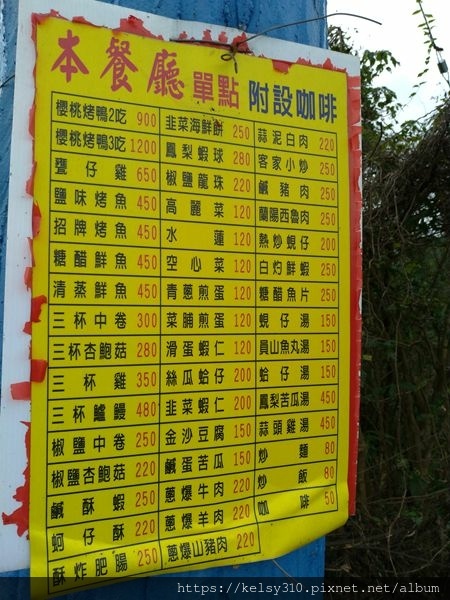 本餐廳單點 附設咖啡
櫻桃烤鴨2吃 900
櫻桃烤鴨3吃 1200
甕仔雞 650
鹽味烤魚 450
招牌烤魚 450
糖醋鮮魚 450
清蒸鮮魚 450
三杯中卷 300
三杯杏鮑菇 280
三杯雞 350
三杯鱸鰻 480
椒鹽中卷 250
椒鹽杏鮑菇 220
鹹酥蝦 250
蚵仔酥 220
酥炸肥腸 250
韭菜海鮮餅 250
鳳梨蝦球 280
椒鹽龍珠 220
高麗菜 120
水蓮 120
空心菜 120
青蔥煎蛋 120
菜脯煎蛋 120
滑蛋蝦仁 120
絲瓜蛤仔 200
韭菜蝦仁 200
金沙豆腐 150
鹹蛋苦瓜 150
蔥爆牛肉 220
蔥爆羊肉 220
蔥爆山豬肉 220
蒜泥白肉 220
客家小炒 250
鹹豬肉 250
蘭陽西魯肉 250
熱炒蜆仔 200
白灼鮮蝦 250
糖醋魚片 250
蜆仔湯 150
員山魚丸湯 150
蛤仔湯 150
鳳梨苦瓜湯 450
蒜頭雞湯 450
炒麵 80
炒飯 80
咖啡 50
https://kelsy310.pixnet.net/album